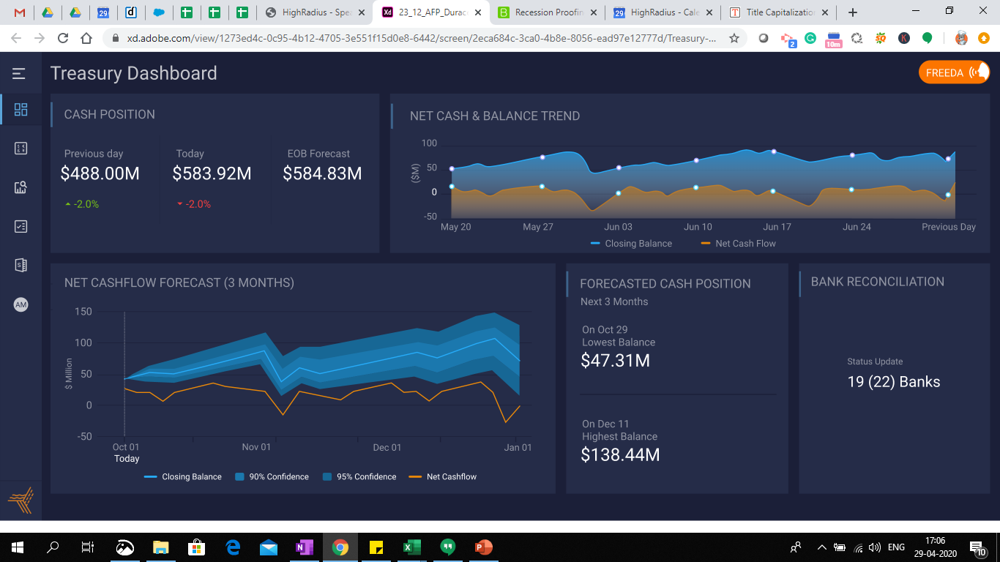 HighRadius - Spea
23_12_AFP_Durac
Recession Proofin
HighRadius - Cale
Title Capitalization
xd.adobe.com/view/1273ed4c-0c95-4b12-4705-3e551f15d0e8-6442/screen/2eca684c-3ca0-4b8e-8056-ead97e12777d/Treasury-...
2
10m
Treasury Dashboard
FREEDA
CASH POSITION
Previous day
$488.00M
-2.0%
Today
$583.92M
-2.0%
EOB Forecast
$584.83M
NET CASH & BALANCE TREND
($M)
100
50
0
-50
May 20
May 27
Jun 03
Jun 10
Jun 17
Jun 24
Previous Day
Closing Balance
Net Cash Flow
NET CASHFLOW FORECAST (3 MONTHS)
$ Million
150
100
50
0
-50
Oct 01
Today
Nov 01
Dec 01
Jan 01
Closing Balance
90% Confidence
95% Confidence
Net Cashflow
FORECASTED CASH POSITION
Next 3 Months
On Oct 29
Lowest Balance
$47.31M
On Dec 11
Highest Balance
$138.44M
BANK RECONCILIATION
Status Update
19 (22) Banks
AM
ENG
17:06
29-04-2020
10